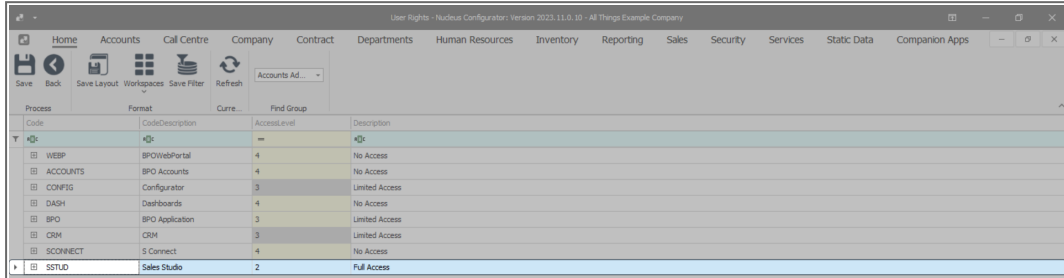 User Rights - Nucleus Configurator: Version 2023.11.0.10 - All Things Example Company
Home Accounts Call Centre Company Contract Departments Human Resources Inventory Reporting Sales Security Services Static Data Companion Apps
Save Back Save Layout Workspaces Save Filter Refresh Accounts Ad...
Process Format Curre... Find Group
Code CodeDescription AccessLevel Description
WEBP BPOWebPortal 4 No Access
ACCOUNTS BPO Accounts 4 No Access
CONFIG Configurator 3 Limited Access
DASH Dashboards 4 No Access
BPO BPO Application 3 Limited Access
CRM CRM 3 Limited Access
SCONNECT S Connect 4 No Access
SSTUD Sales Studio 2 Full Access